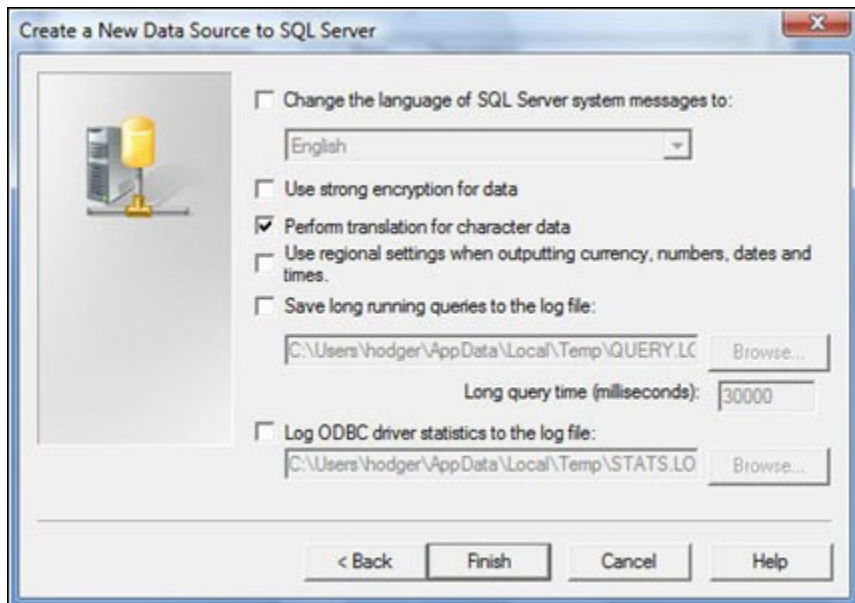 Create a New Data Source to SQL Server
Change the language of SQL Server system messages to:
English
Use strong encryption for data
Perform translation for character data
Use regional settings when outputting currency, numbers, dates and
times.
Save long running queries to the log file:
C:\Users\hodger\AppData\Local\Temp\QUERY.LO
Browse...
Long query time (milliseconds):
30000
Log ODBC driver statistics to the log file:
C:\Users\hodger\AppData\Local\Temp\STATS.LO
Browse...
< Back
Finish
Cancel
Help